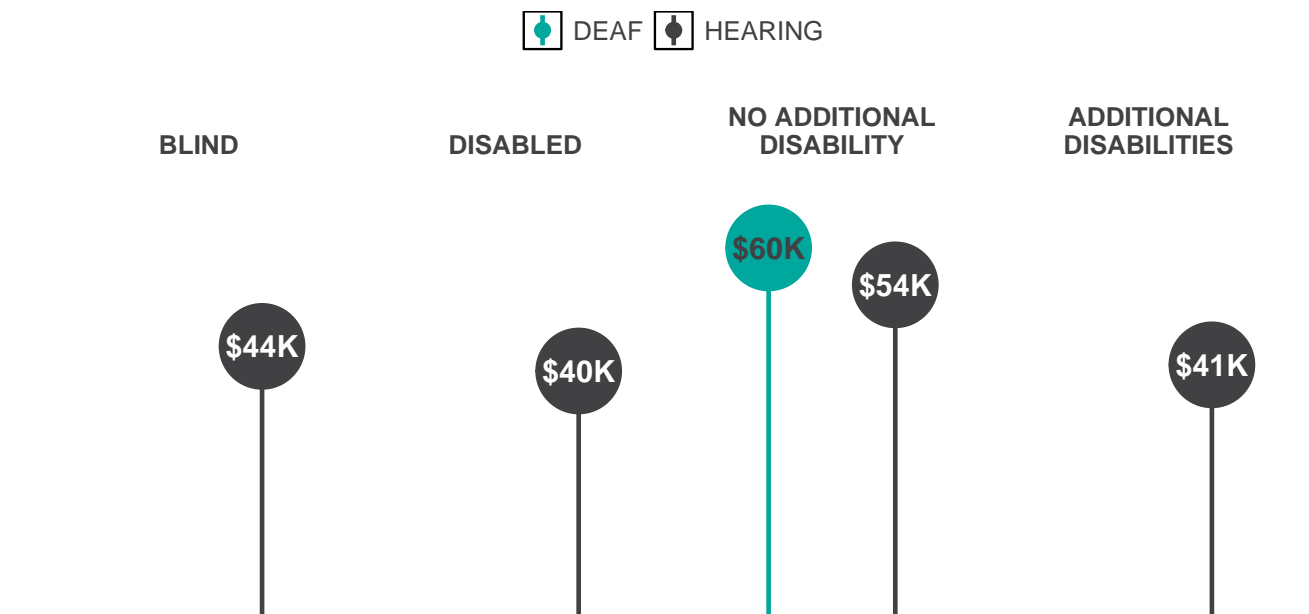 DEAF HEARING
BLIND
DISABLED
NO ADDITIONAL
DISABILITY
ADDITIONAL
DISABILITIES
$60K
$54K
$44K
$40K
$41K